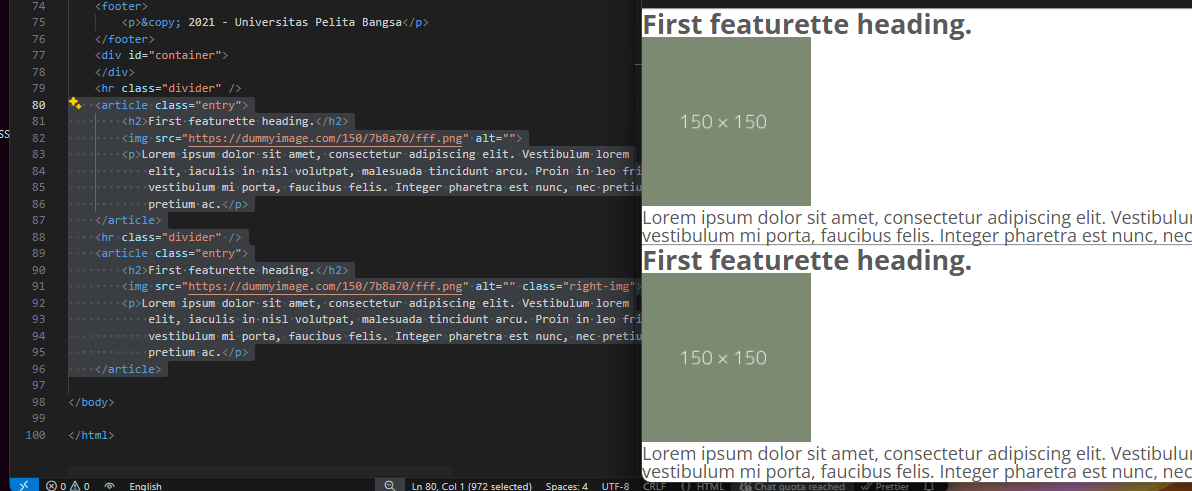 74 <footer>
75 <p>&copy; 2021 - Universitas Pelita Bangsa</p>
76 </footer>
77 <div id="container">
78 </div>
79 <hr class="divider" />
80 <article class="entry">
81 <h2>First featurette heading.</h2>
82 <img src="https://dummyimage.com/150/7b8a70/fff.png" alt="">
83 <p>Lorem ipsum dolor sit amet, consectetur adipiscing elit. Vestibulum lorem
84 elit, iaculis in nisl volutpat, malesuada tincidunt arcu. Proin in leo fri
85 vestibulum mi porta, faucibus felis. Integer pharetra est nunc, nec pretiu
86 pretium ac.</p>
87 </article>
88 <hr class="divider" />
89 <article class="entry">
90 <h2>First featurette heading.</h2>
91 <img src="https://dummyimage.com/150/7b8a70/fff.png" alt="" class="right-img">
92 <p>Lorem ipsum dolor sit amet, consectetur adipiscing elit. Vestibulum lorem
93 elit, iaculis in nisl volutpat, malesuada tincidunt arcu. Proin in leo fri
94 vestibulum mi porta, faucibus felis. Integer pharetra est nunc, nec pretiu
95 pretium ac.</p>
96 </article>
97
98 </body>
99
100 </html>
SS
First featurette heading.
150 × 150
Lorem ipsum dolor sit amet, consectetur adipiscing elit. Vestibulu
vestibulum mi porta, faucibus felis. Integer pharetra est nunc, nec
First featurette heading.
150 × 150
Lorem ipsum dolor sit amet, consectetur adipiscing elit. Vestibulu
vestibulum mi porta, faucibus felis. Integer pharetra est nunc, nec
0 0 English Ln 80, Col 1 (972 selected) Spaces: 4 UTF-8 CRLF {} HTML Chat quota reached Prettier